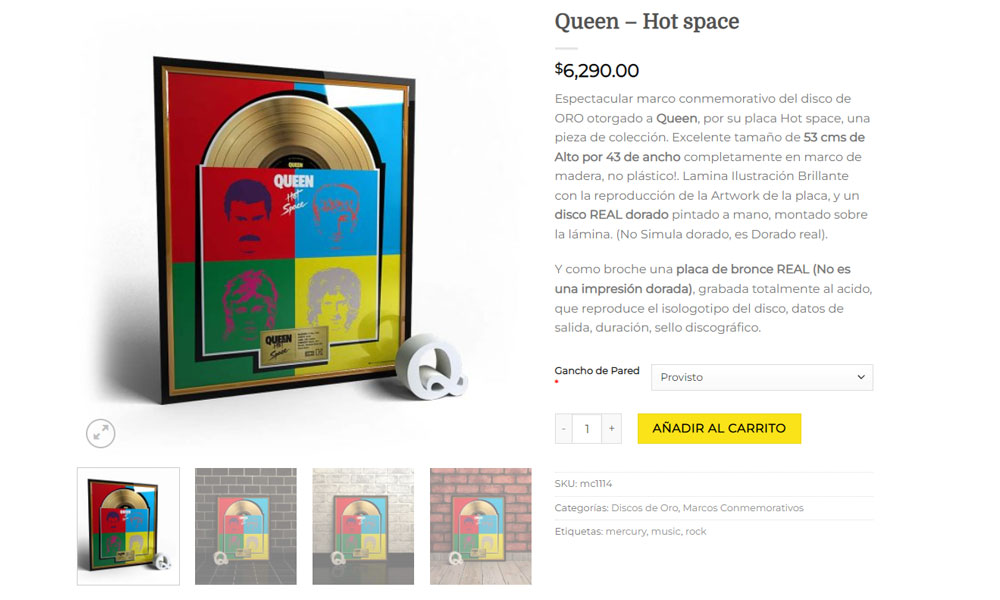 Queen – Hot space
$6,290.00
Espectacular marco conmemorativo del disco de
ORO otorgado a Queen, por su placa Hot space, una
pieza de colección. Excelente tamaño de 53 cms de
Alto por 43 de ancho completamente en marco de
madera, no plástico!. Lamina Ilustración Bríllante
con la reproducción de la Artwork de la placa, y un
disco REAL dorado pintado a mano, montado sobre
la lámina. (No Simula dorado, es Dorado real).
Y como broche una placa de bronce REAL (No es
una impresión dorada), grabada totalmente al acido,
que reproduce el isologotipo del disco, datos de
salida, duración, sello discográfico.
Gancho de Pared
*
Provisto
- 1 +
AÑADIR AL CARRITO
SKU: mc1114
Categorías: Discos de Oro, Marcos Conmemorativos
Etiquetas: mercury, music, rock
QUEEN
QUEEN
Hot
Space
QUEEN
Hot
Space
Q